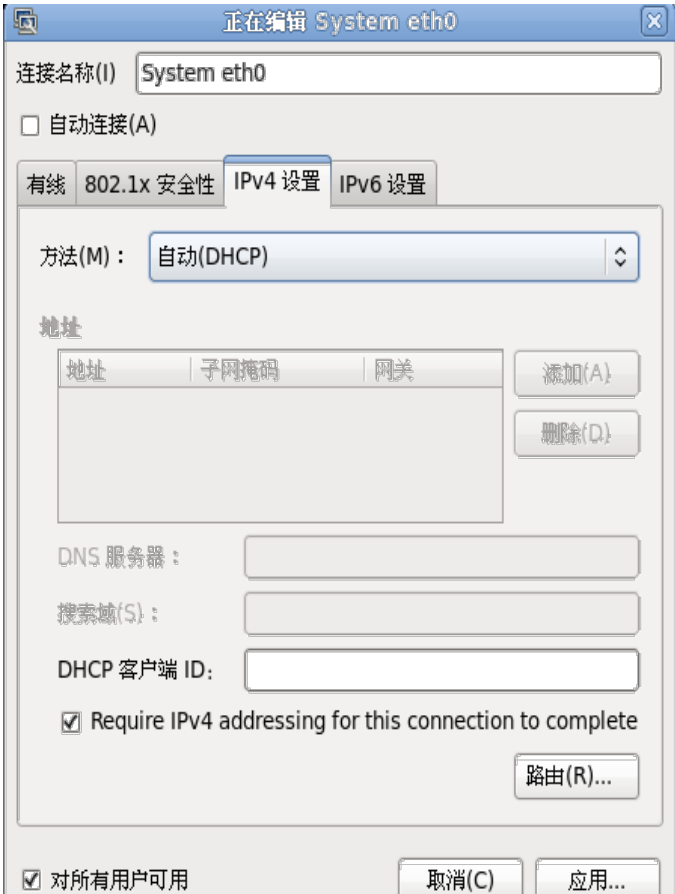 正在编辑 System eth0
连接名称(I) System eth0
自动连接(A)
有线 802.1x 安全性 IPv4 设置 IPv6 设置
方法(M)： 自动(DHCP)
地址
地址 子网掩码 网关 添加(A)
删除(D)
DNS 服务器：
搜索域(S)：
DHCP 客户端 ID:
Require IPv4 addressing for this connection to complete
路由(R)...
对所有用户可用 取消(C) 应用...